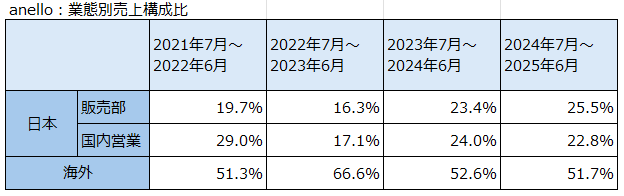 anello：業態別売上構成比
2021年7月～ 2022年7月～ 2023年7月～ 2024年7月～
2022年6月 2023年6月 2024年6月 2025年6月
日本 販売部 19.7% 16.3% 23.4% 25.5%
国内営業 29.0% 17.1% 24.0% 22.8%
海外 51.3% 66.6% 52.6% 51.7%